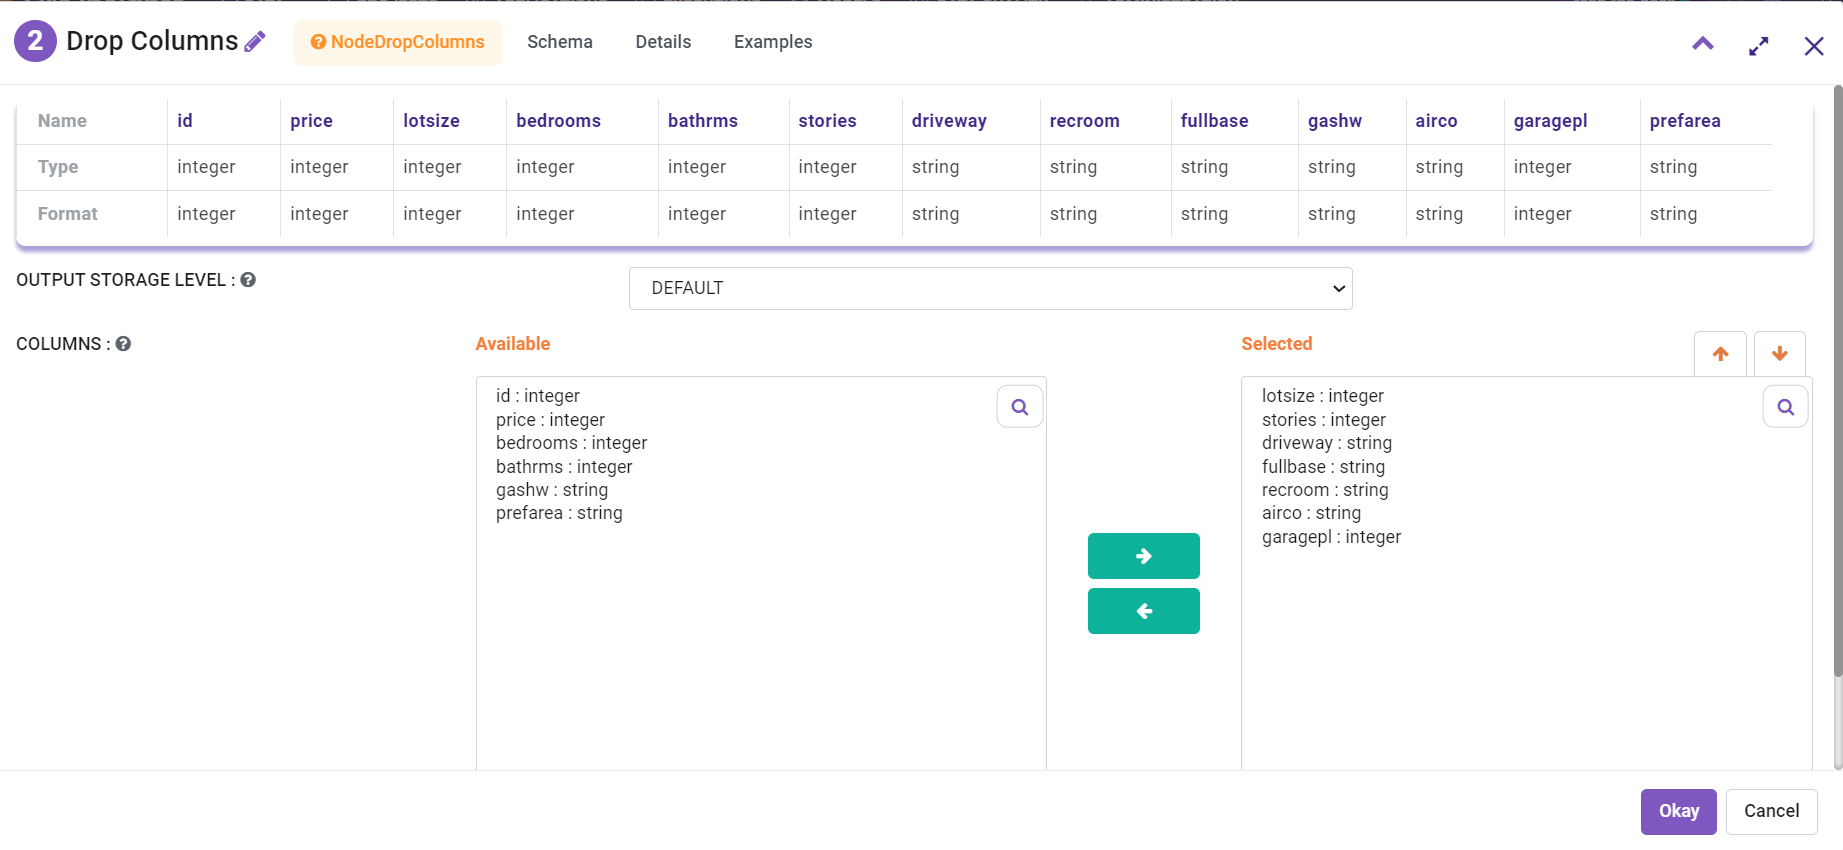 2 Drop Columns NodeDropColumns Schema Details Examples
Name id price lotsize bedrooms bathrms stories driveway recroom fullbase gashw airco garagepl prefarea
Type integer integer integer integer integer integer string string string string string integer string
Format integer integer integer integer integer integer string string string string string integer string
OUTPUT STORAGE LEVEL : DEFAULT
COLUMNS : Available Selected
id : integer
price : integer
bedrooms : integer
bathrms : integer
gashw : string
prefarea : string
lotsize : integer
stories : integer
driveway : string
fullbase : string
recroom : string
airco : string
garagepl : integer
Okay Cancel